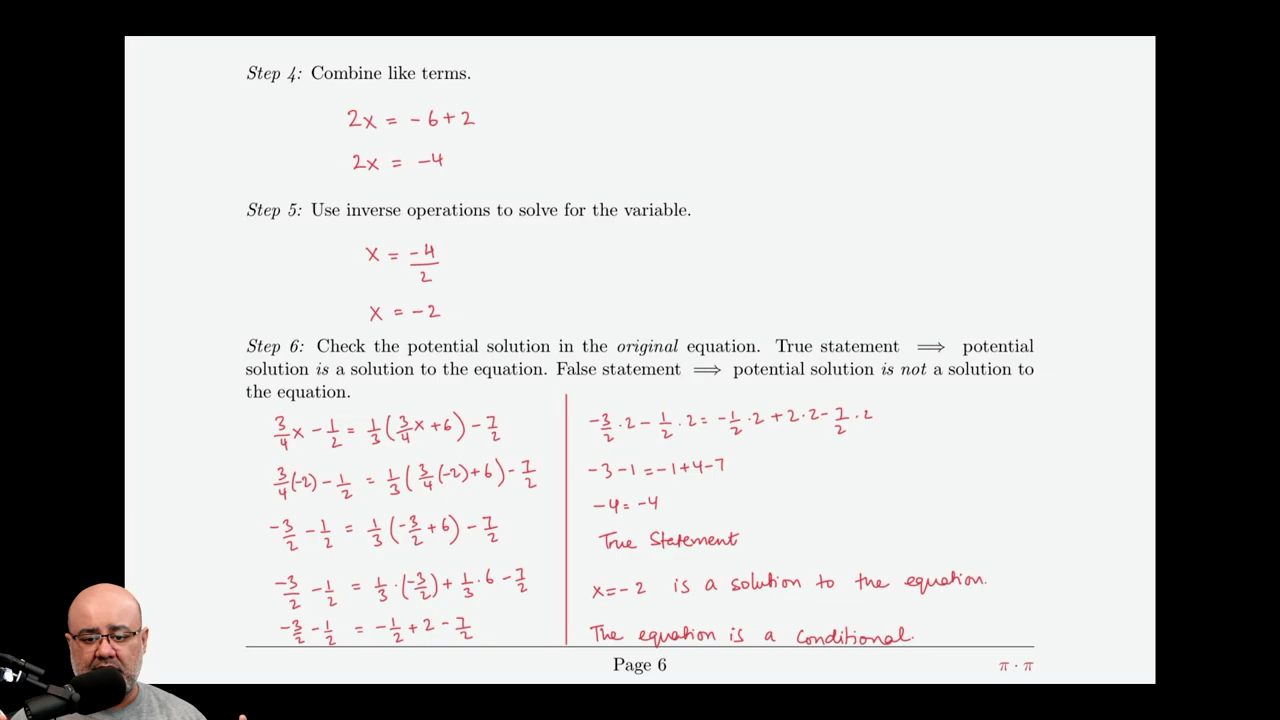 Step 4: Combine like terms.
2x = -6+2
2x = -4
Step 5: Use inverse operations to solve for the variable.
x = -4/2
x = -2
Step 6: Check the potential solution in the original equation. True statement ⟹ potential
solution is a solution to the equation. False statement ⟹ potential solution is not a solution to
the equation.
3/4 x - 1/2 = 1/3 (3/4 x + 6) - 7/2
3/4 (-2) - 1/2 = 1/3 (3/4 (-2) + 6) - 7/2
-3/2 - 1/2 = 1/3 (-3/2 + 6) - 7/2
-3/2 - 1/2 = 1/3 · (-3/2) + 1/3 · 6 - 7/2
-3/2 - 1/2 = -1/2 + 2 - 7/2
-3/2 · 2 - 1/2 · 2 = -1/2 · 2 + 2 · 2 - 7/2 · 2
-3 -1 = -1+4-7
-4 = -4
True Statement
x = -2 is a solution to the equation.
The equation is a conditional.
Page 6
π · π